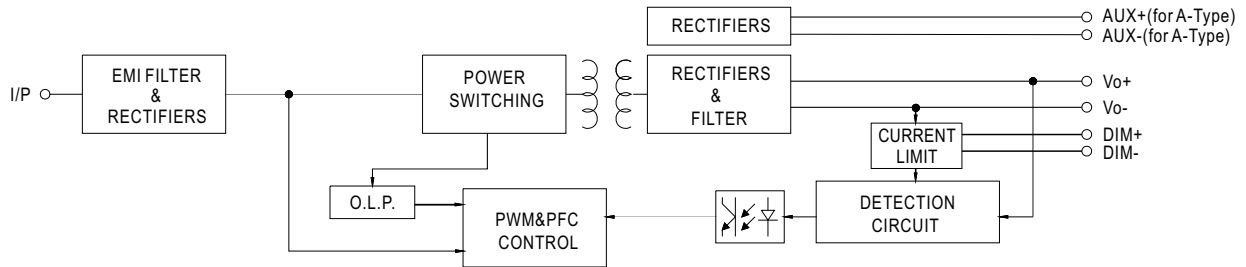 RECTIFIERS
AUX+(for A-Type)
AUX-(for A-Type)
I/P
EMI FILTER
&
RECTIFIERS
POWER
SWITCHING
RECTIFIERS
&
FILTER
Vo+
Vo-
CURRENT
LIMIT
DIM+
DIM-
O.L.P.
PWM&PFC
CONTROL
DETECTION
CIRCUIT